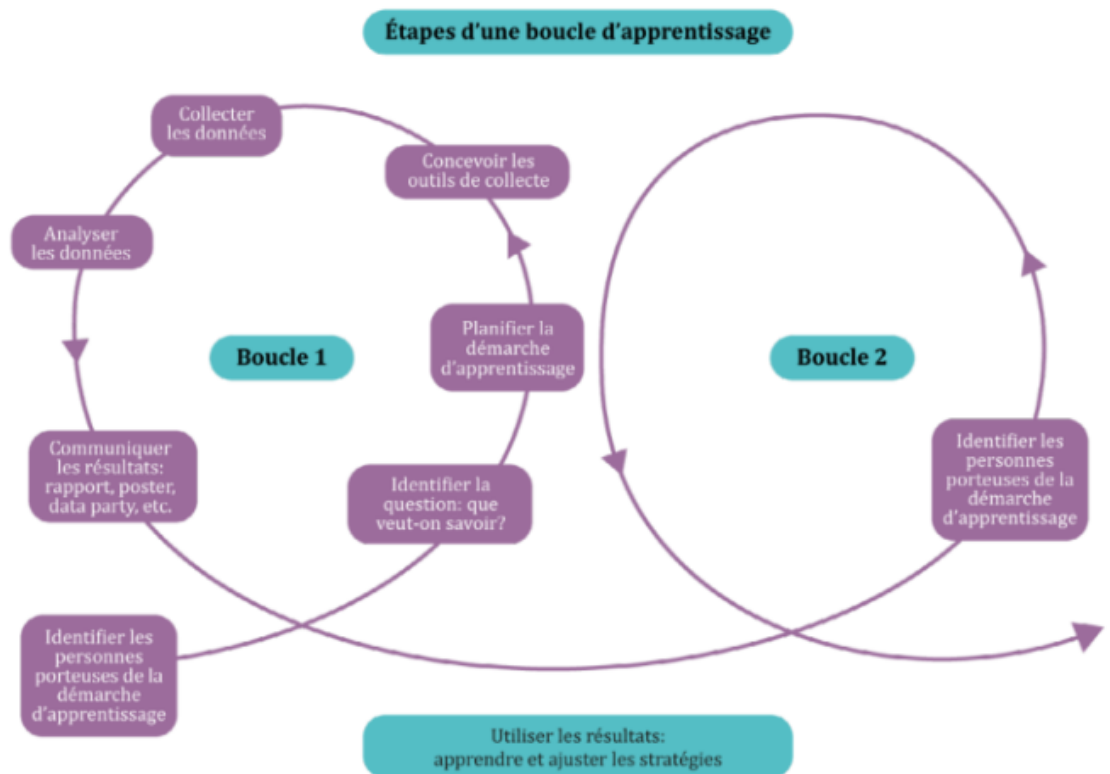 Étapes d'une boucle d'apprentissage
Collecter
les données
Concevoir les
outils de collecte
Analyser
les données
Planifier la
démarche
d'apprentissage
Boucle 1
Boucle 2
Communiquer
les résultats:
rapport, poster,
data party, etc.
Identifier la
question: que
veut-on savoir?
Identifier les
personnes
porteuses de la
démarche
d'apprentissage
Identifier les
personnes
porteuses de la
démarche
d'apprentissage
Utiliser les résultats:
apprendre et ajuster les stratégies